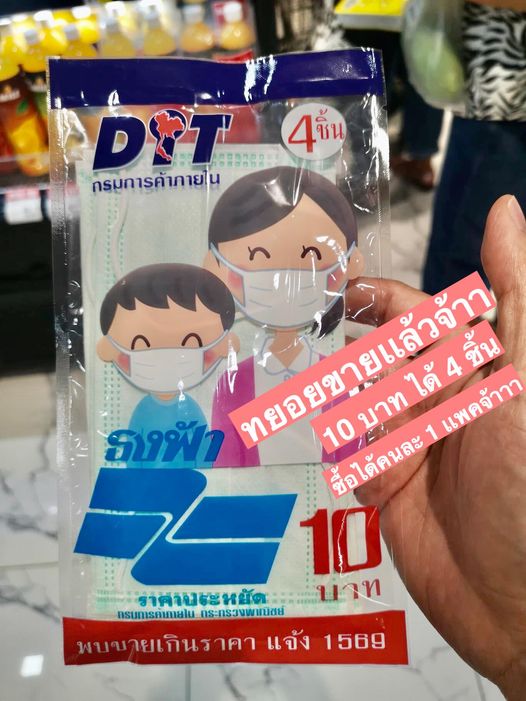 DIT
4 ชิ้น
กรมการค้าภายใน
ทยอยขายแล้วจ้าา
10 บาท ได้ 4 ชิ้น
ซื้อได้คนละ 1 แพคจ้าาา
ธงฟ้า
10
บาท
ราคาประหยัด
กรมการค้าภายใน กระทรวงพาณิชย์
พบขายเกินราคา แจ้ง 1569